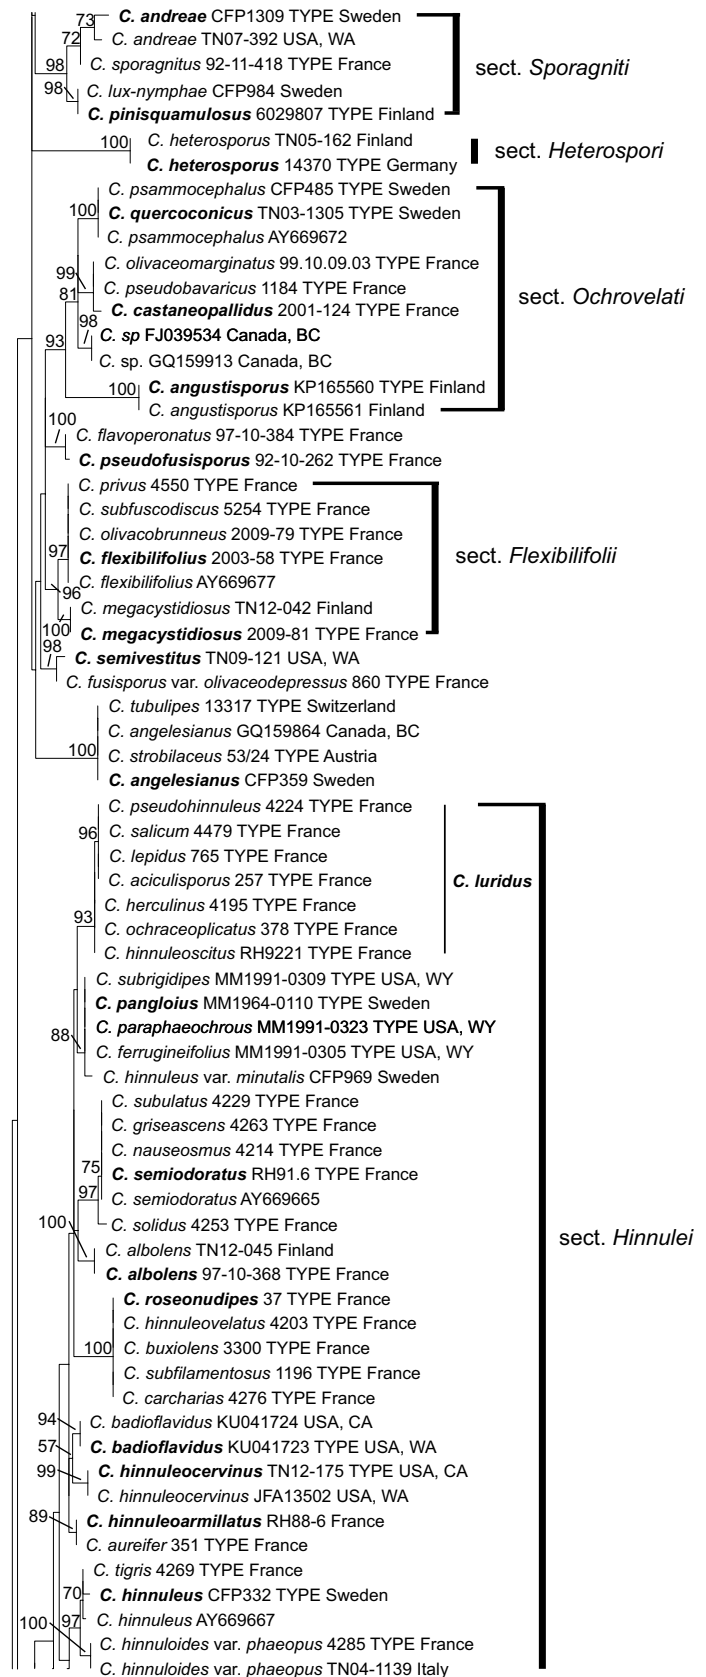 73
C. andreae CFP1309 TYPE Sweden
72
C. andreae TN07-392 USA, WA
C. sporagnitus 92-11-418 TYPE France
98
sect. Sporagniti
C. lux-nymphae CFP984 Sweden
98
C. pinisquamulosus 6029807 TYPE Finland
100
C. heterosporus TN05-162 Finland
C. heterosporus 14370 TYPE Germany
sect. Heterospori
C. psammocephalus CFP485 TYPE Sweden
100
C. quercoconicus TN03-1305 TYPE Sweden
C. psammocephalus AY669672
C. olivaceomarginatus 99.10.09.03 TYPE France
99
C. pseudobavaricus 1184 TYPE France
81
sect. Ochrovelati
C. castaneopallidus 2001-124 TYPE France
98
C. sp FJ039534 Canada, BC
93
C. sp. GQ159913 Canada, BC
100
C. angustisporus KP165560 TYPE Finland
C. angustisporus KP165561 Finland
100
C. flavoperonatus 97-10-384 TYPE France
C. pseudofusisporus 92-10-262 TYPE France
C. privus 4550 TYPE France
C. subfuscodiscus 5254 TYPE France
C. olivacobrunneus 2009-79 TYPE France
97
C. flexibilifolius 2003-58 TYPE France
sect. Flexibilifolii
C. flexibilifolius AY669677
96
C. megacystidiosus TN12-042 Finland
100
C. megacystidiosus 2009-81 TYPE France
98
C. semivestitus TN09-121 USA, WA
C. fusisporus var. olivaceodepressus 860 TYPE France
C. tubulipes 13317 TYPE Switzerland
C. angelesianus GQ159864 Canada, BC
100
C. strobilaceus 53/24 TYPE Austria
C. angelesianus CFP359 Sweden
C. pseudohinnuleus 4224 TYPE France
96
C. salicum 4479 TYPE France
C. lepidus 765 TYPE France
C. aciculisporus 257 TYPE France
C. luridus
C. herculinus 4195 TYPE France
93
C. ochraceoplicatus 378 TYPE France
C. hinnuleoscitus RH9221 TYPE France
C. subrigidipes MM1991-0309 TYPE USA, WY
C. pangloius MM1964-0110 TYPE Sweden
C. paraphaeochrous MM1991-0323 TYPE USA, WY
88
C. ferrugineifolius MM1991-0305 TYPE USA, WY
C. hinnuleus var. minutalis CFP969 Sweden
C. subulatus 4229 TYPE France
C. griseascens 4263 TYPE France
C. nauseosmus 4214 TYPE France
75
C. semiodoratus RH91.6 TYPE France
97
C. semiodoratus AY669665
100
C. solidus 4253 TYPE France
sect. Hinnulei
C. albolens TN12-045 Finland
C. albolens 97-10-368 TYPE France
C. roseonudipes 37 TYPE France
C. hinnuleovelatus 4203 TYPE France
100
C. buxiolens 3300 TYPE France
C. subfilamentosus 1196 TYPE France
C. carcharias 4276 TYPE France
94
C. badioflavidus KU041724 USA, CA
57
C. badioflavidus KU041723 TYPE USA, WA
99
C. hinnuleocervinus TN12-175 TYPE USA, CA
C. hinnuleocervinus JFA13502 USA, WA
89
C. hinnuleoarmillatus RH88-6 France
C. aureifer 351 TYPE France
C. tigris 4269 TYPE France
70
C. hinnuleus CFP332 TYPE Sweden
100
97
C. hinnuleus AY669667
C. hinnuloides var. phaeopus 4285 TYPE France
C. hinnuloides var. phaeopus TN04-1139 Italy